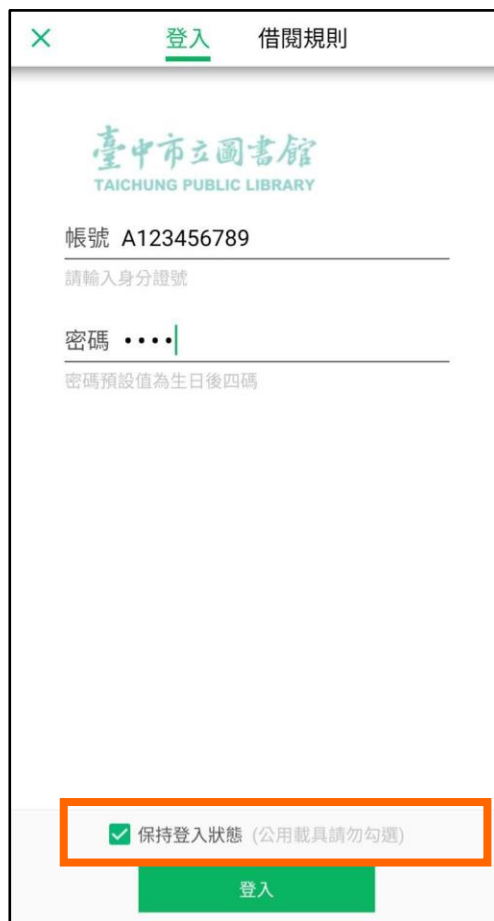 登入 借閱規則
臺中市立圖書館
TAICHUNG PUBLIC LIBRARY
帳號 A123456789
請輸入身分證號
密碼 ••••
密碼預設值為生日後四碼
保持登入狀態 (公用載具請勿勾選)
登入